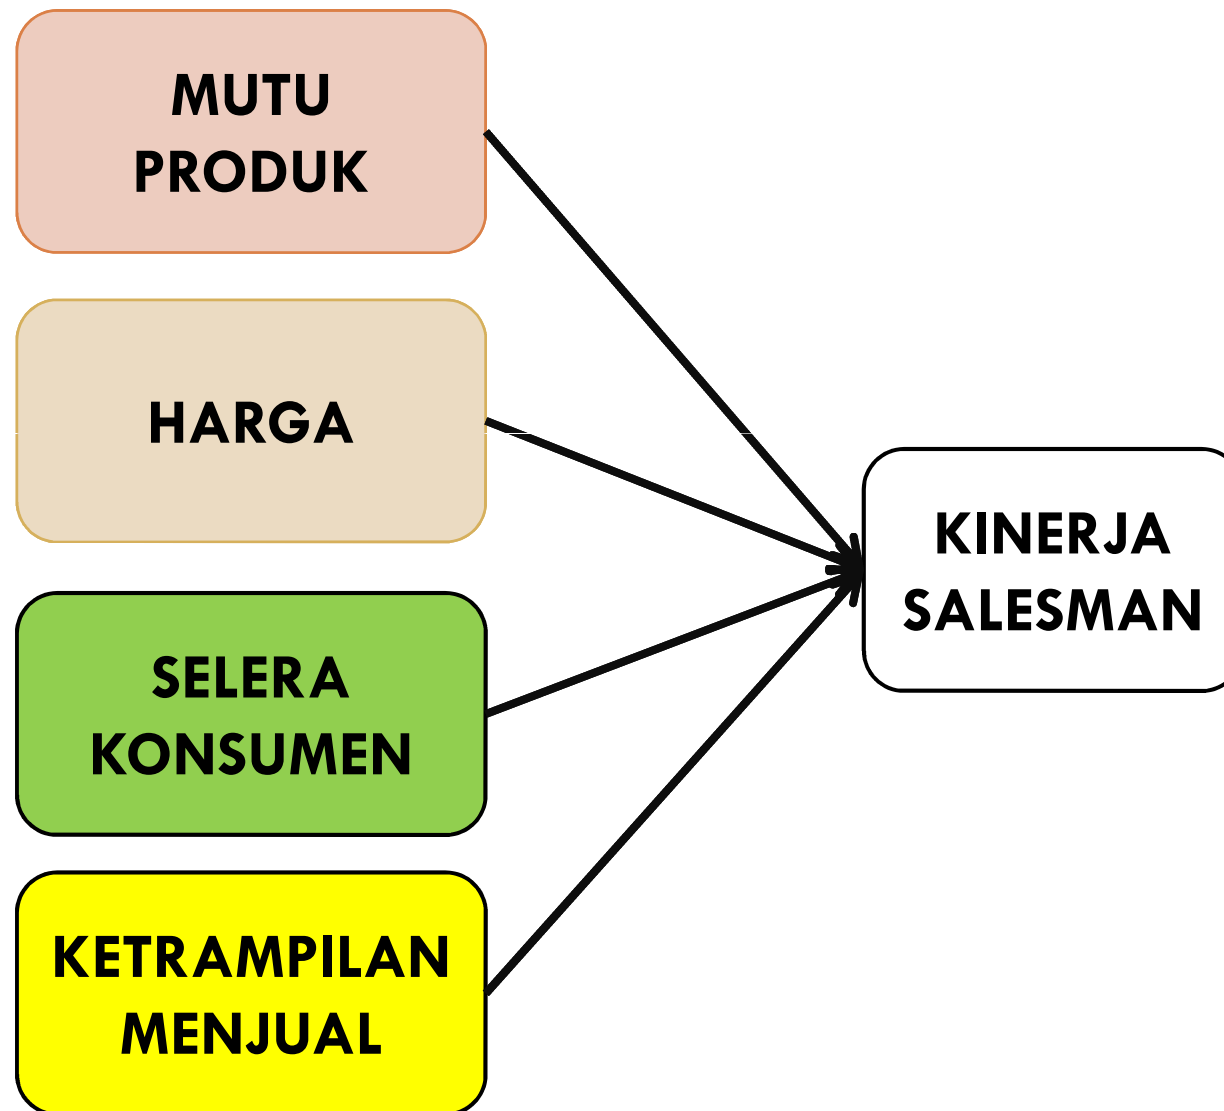 MUTU
PRODUK
HARGA
SELERA
KONSUMEN
KETRAMPILAN
MENJUAL
KINERJA
SALESMAN